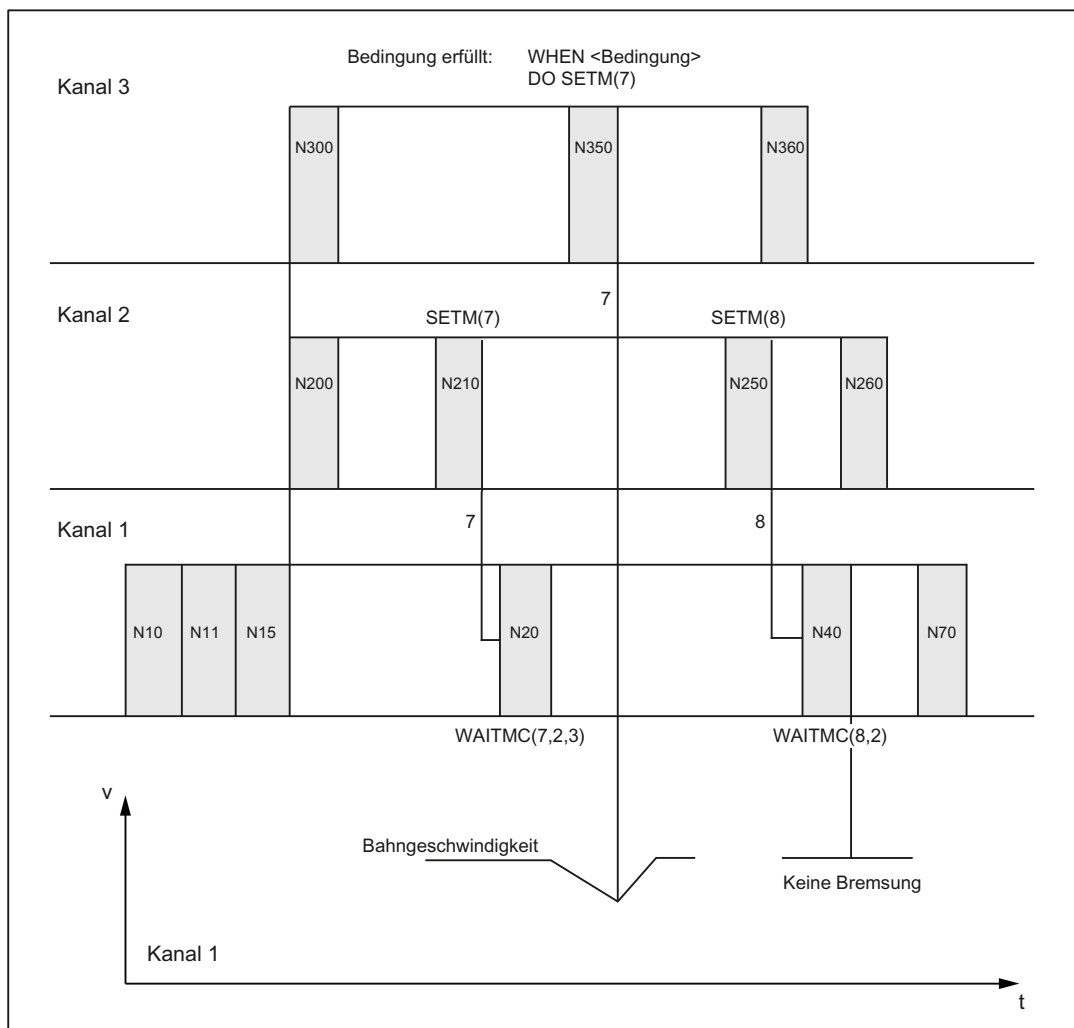 Bedingung erfüllt: WHEN <Bedingung>
DO SETM(7)
Kanal 3
N300 N350 N360
7
Kanal 2
SETM(7) SETM(8)
N200 N210 N250 N260
7 8
Kanal 1
N10 N11 N15 N20 N40 N70
WAITMC(7,2,3) WAITMC(8,2)
v
Bahngeschwindigkeit
Keine Bremsung
Kanal 1
t